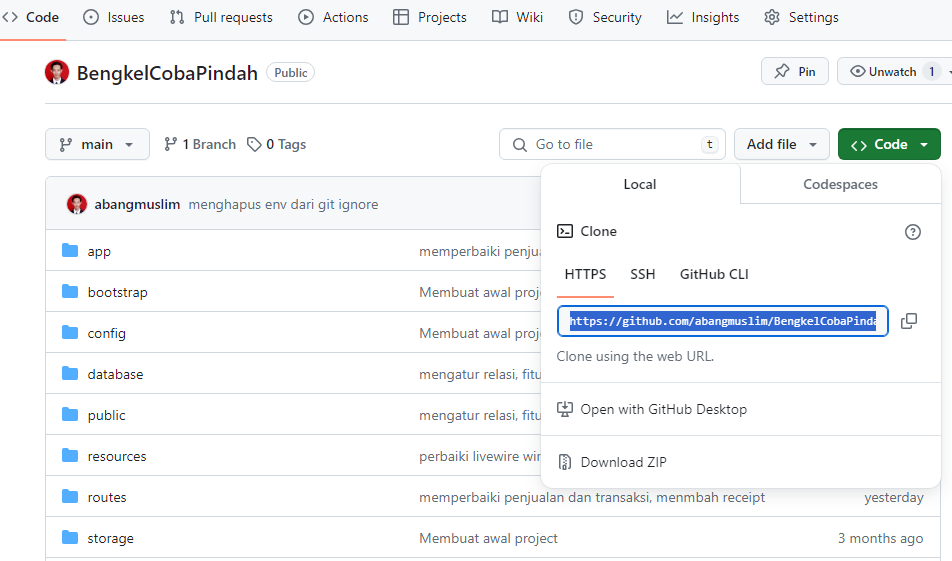 Code Issues Pull requests Actions Projects Wiki Security Insights Settings
BengkelCobaPindah Public Pin Unwatch 1
main 1 Branch 0 Tags Go to file t Add file Code
Local Codespaces
abangmuslim menghapus env dari git ignore
Clone
app memperbaiki penjua
HTTPS SSH GitHub CLI
bootstrap Membuat awal proj
https://github.com/abangmuslim/BengkelCobaPinda
config Membuat awal proj
Clone using the web URL.
database mengatur relasi, fitu
public mengatur relasi, fitu
Open with GitHub Desktop
resources perbaiki livewire wir
Download ZIP
routes memperbaiki penjualan dan transaksi, menmbah receipt yesterday
storage Membuat awal project 3 months ago